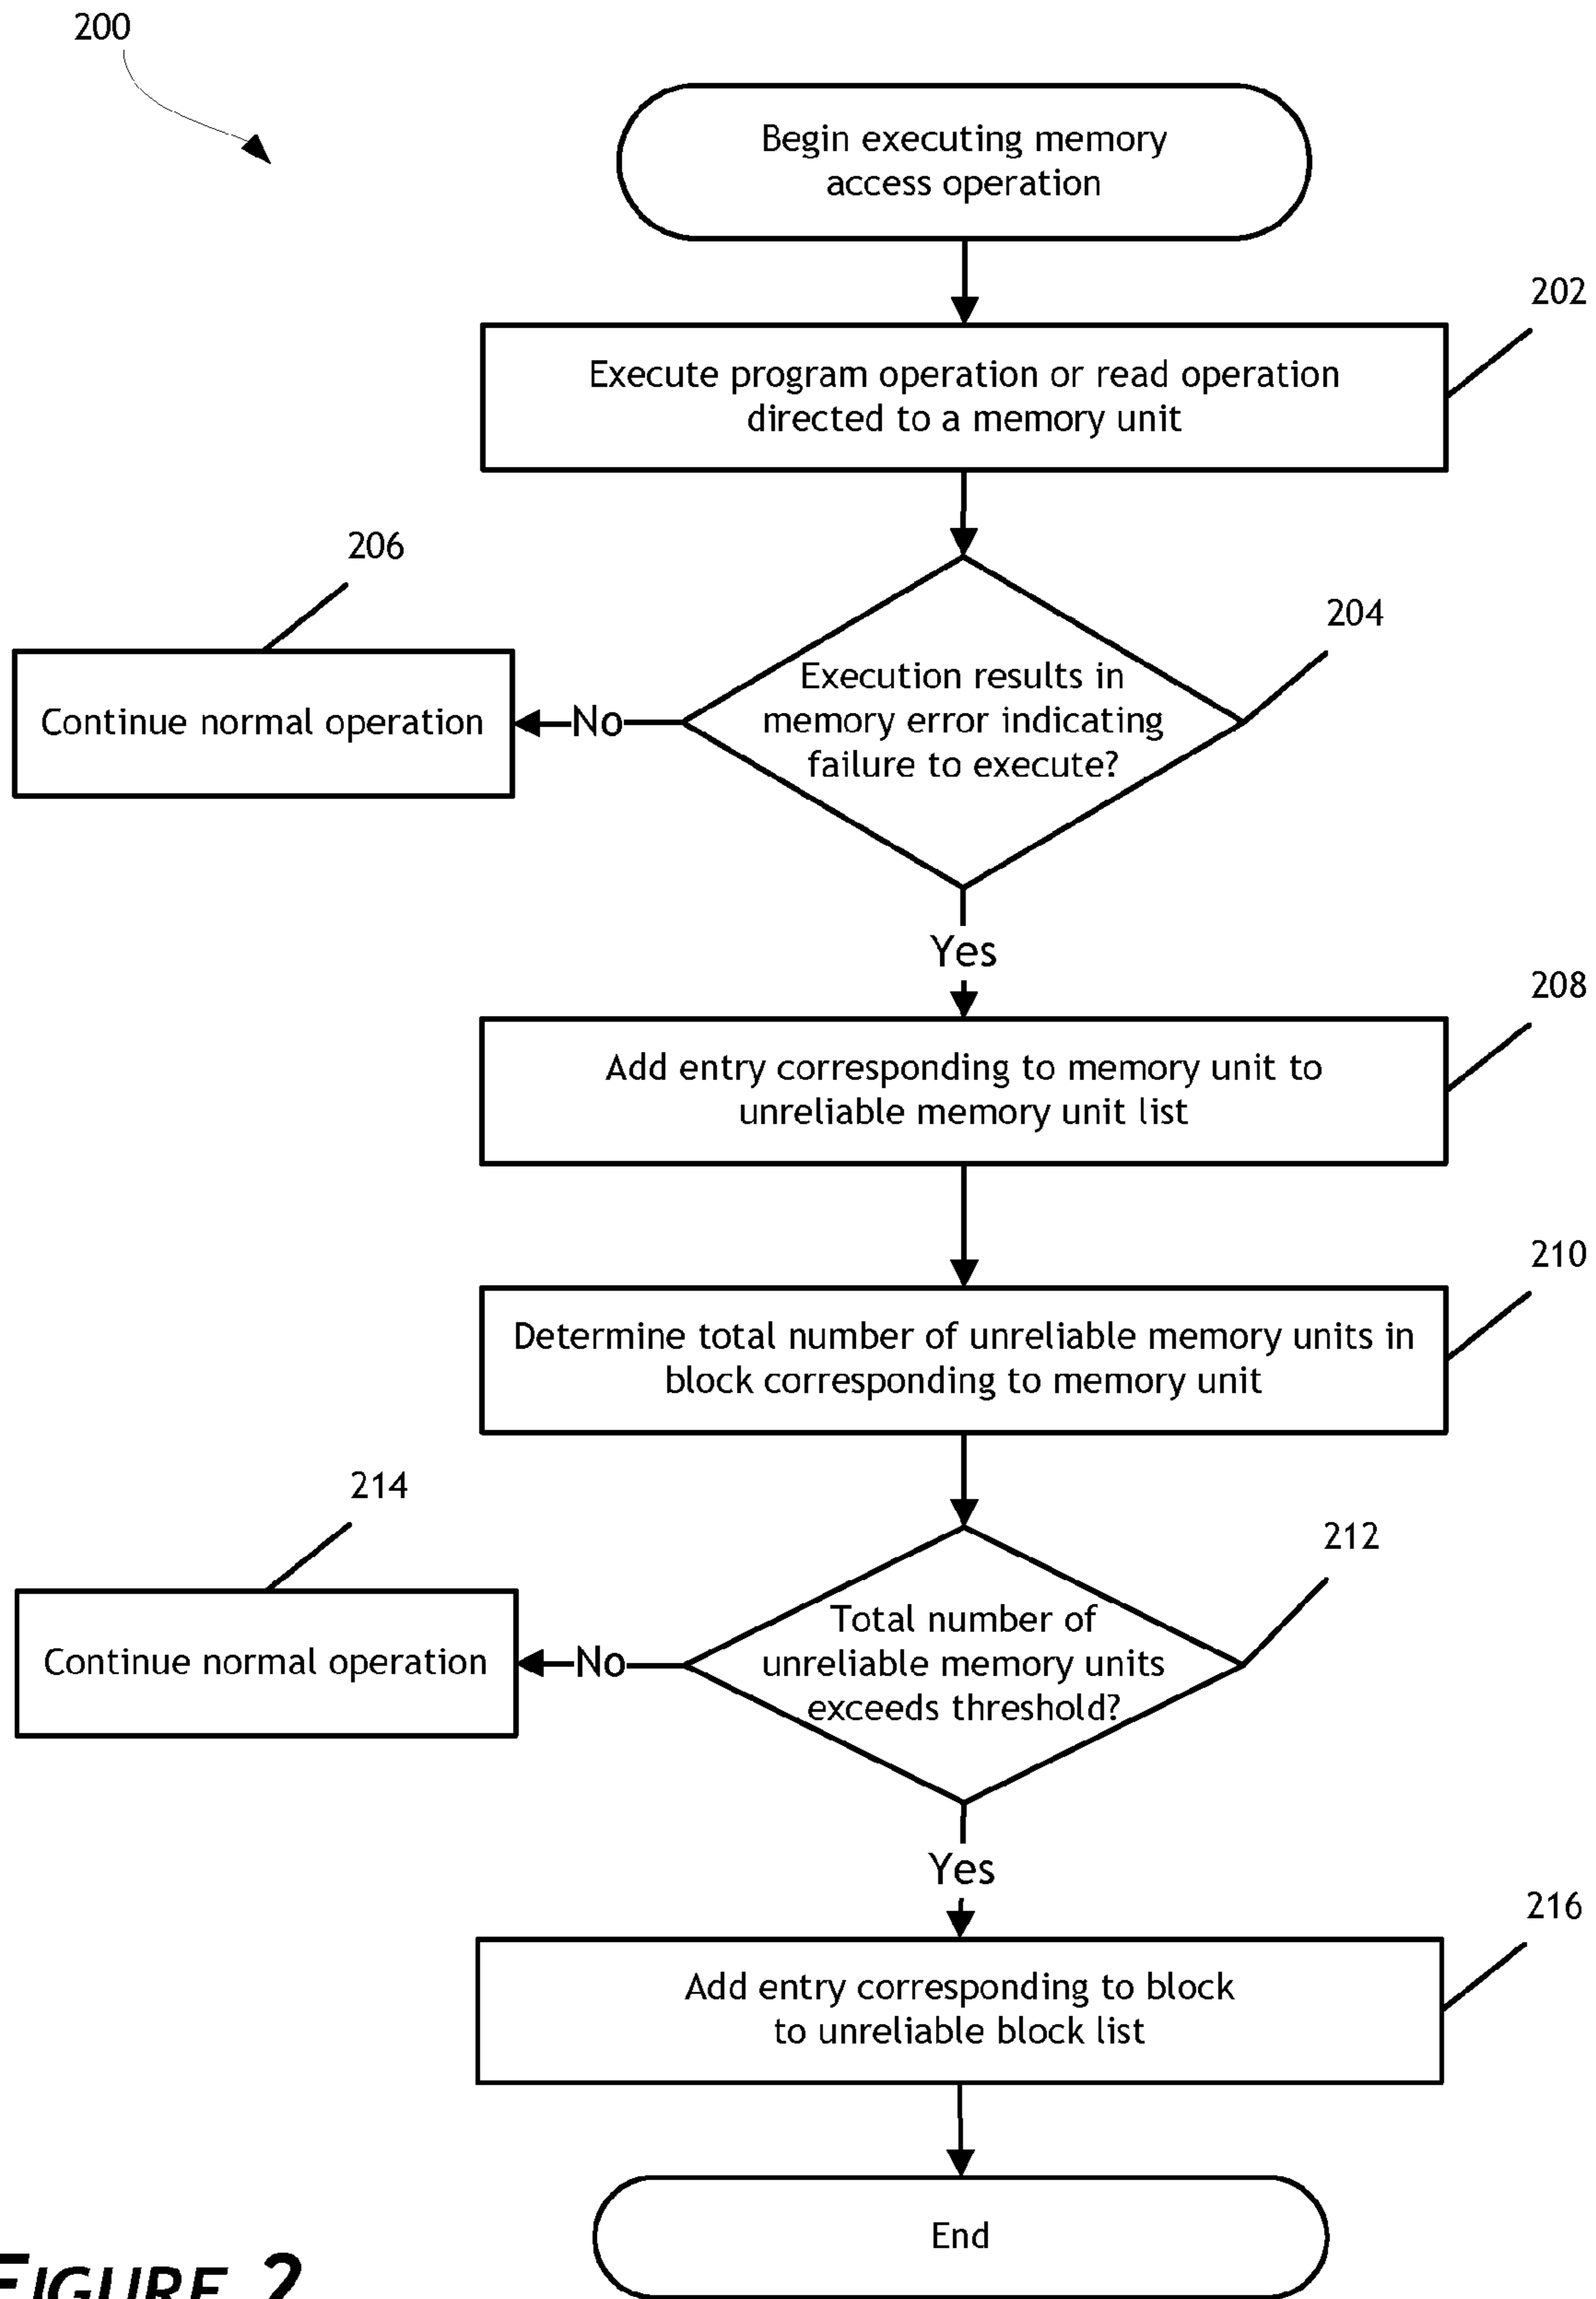 200
Begin executing memory
access operation
202
Execute program operation or read operation
directed to a memory unit
206
204
Execution results in
memory error indicating
failure to execute?
No
Continue normal operation
Yes
208
Add entry corresponding to memory unit to
unreliable memory unit list
210
Determine total number of unreliable memory units in
block corresponding to memory unit
214
212
Total number of
unreliable memory units
exceeds threshold?
No
Continue normal operation
Yes
216
Add entry corresponding to block
to unreliable block list
End
FIGURE 2